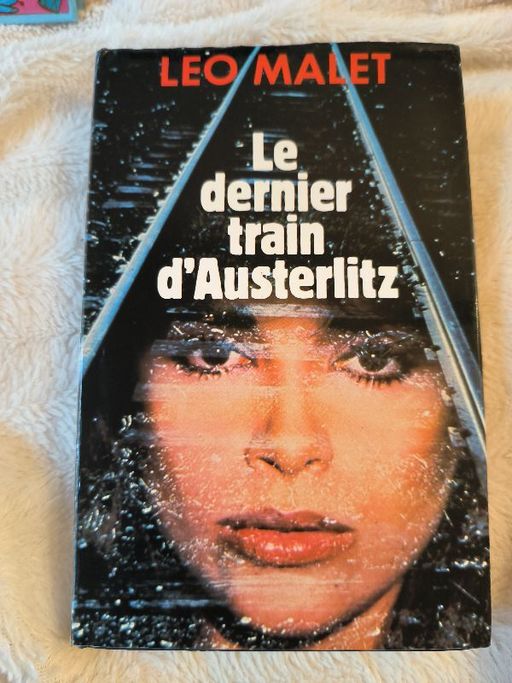 LEO MALET
Le
dernier
train
d'Austerlitz